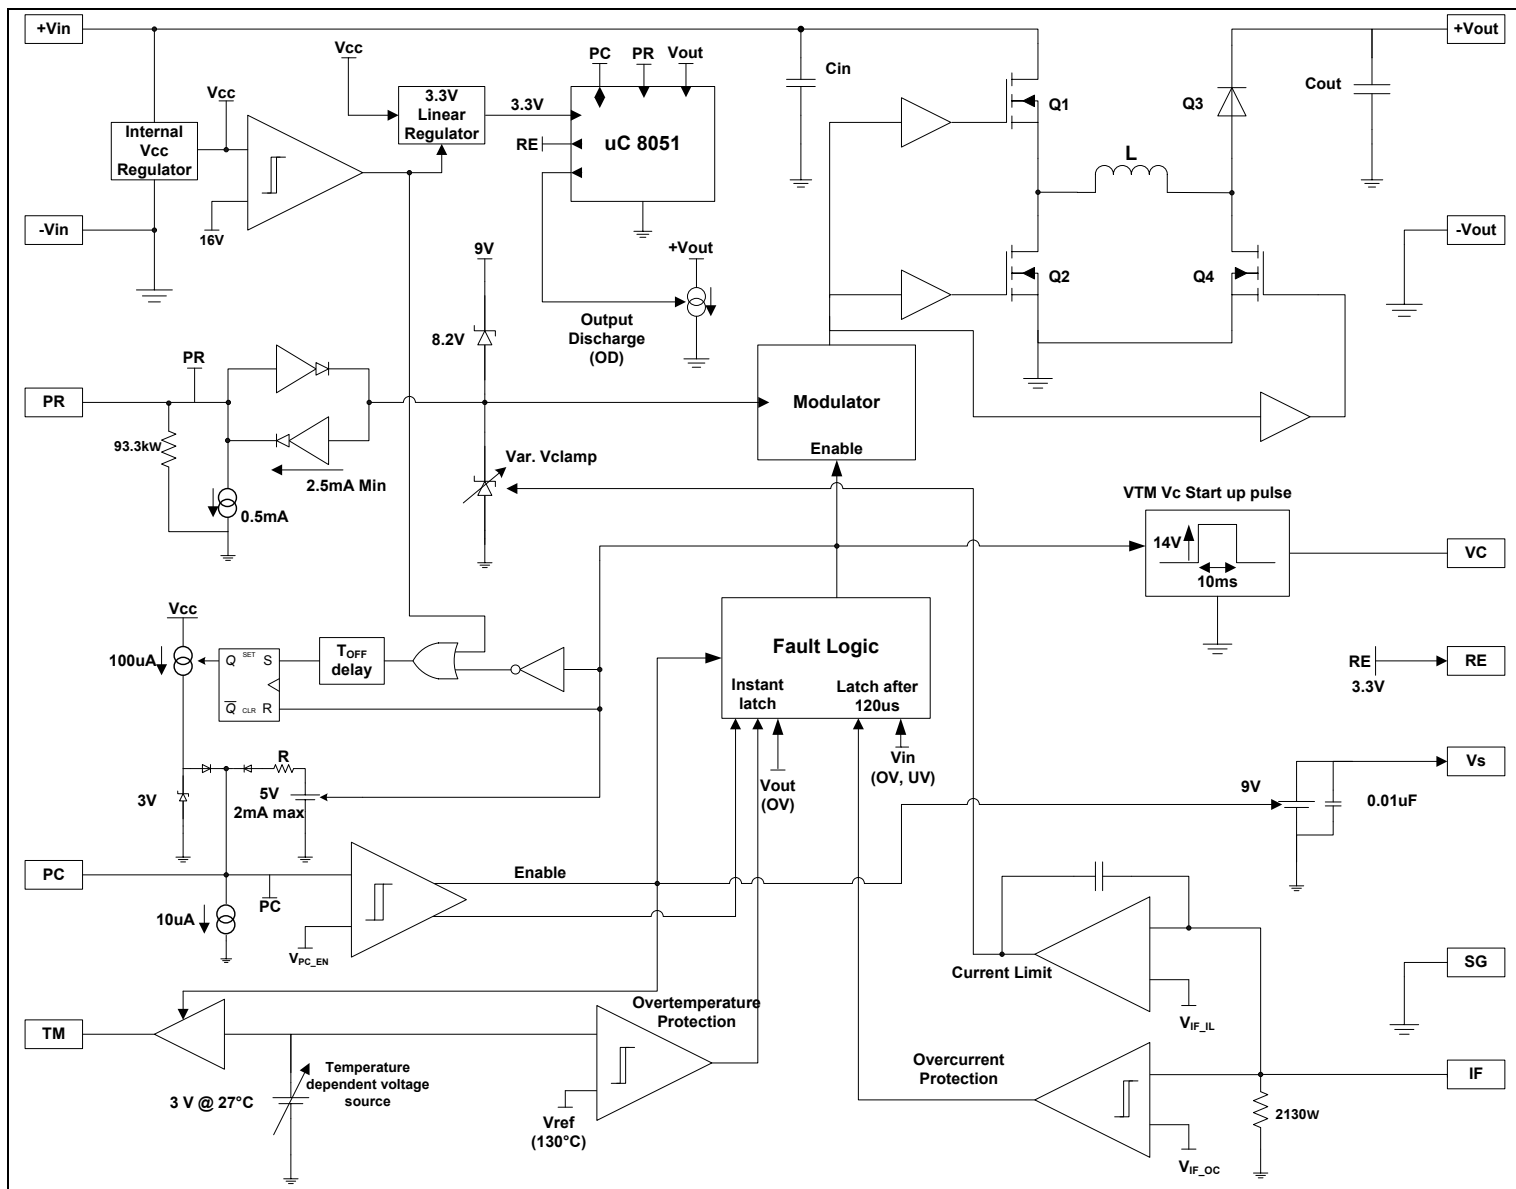 +Vin
-Vin
Internal
Vcc
Regulator
Vcc
16V
Vcc
3.3V
Linear
Regulator
3.3V
RE
PC
PR
Vout
uC 8051
Output
Discharge
(OD)
+Vout
9V
8.2V
Cin
Q1
Q2
L
Q3
Q4
Cout
+Vout
-Vout
PR
PR
93.3kW
0.5mA
2.5mA Min
Var. Vclamp
Modulator
Enable
VTM Vc Start up pulse
14V
10ms
VC
RE
3.3V
RE
Vcc
100uA
Q SET S
Q CLR R
TOFF
delay
Fault Logic
Instant
latch
Latch after
120us
Vout
(OV)
Vin
(OV, UV)
3V
R
5V
2mA max
9V
0.01uF
Vs
PC
PC
10uA
VPC_EN
Enable
Current Limit
VIF_IL
SG
TM
3 V @ 27°C
Temperature
dependent voltage
source
Overtemperature
Protection
Vref
(130°C)
Overcurrent
Protection
VIF_OC
2130W
IF